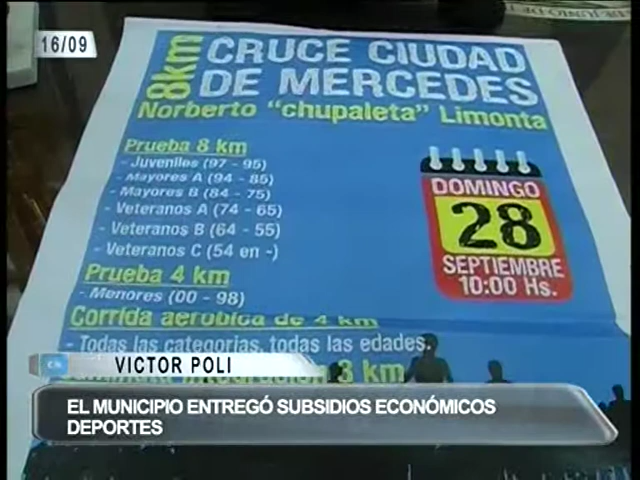 16/09
8km
CRUCE CIUDAD
DE MERCEDES
Norberto "chupaleta" Limonta
Prueba 8 km
- Juveniles (97 - 95)
- Mayores A (94 - 85)
- Mayores B (84 - 75)
- Veteranos A (74 - 65)
- Veteranos B (64 - 55)
- Veteranos C (54 en -)
Prueba 4 km
- Menores (00 - 98)
Corrida aeróbica de 4 km
- Todas las categorías, todas las edades.
3 km
DOMINGO
28
SEPTIEMBRE
10:00 Hs.
VICTOR POLI
EL MUNICIPIO ENTREGÓ SUBSIDIOS ECONÓMICOS
DEPORTES